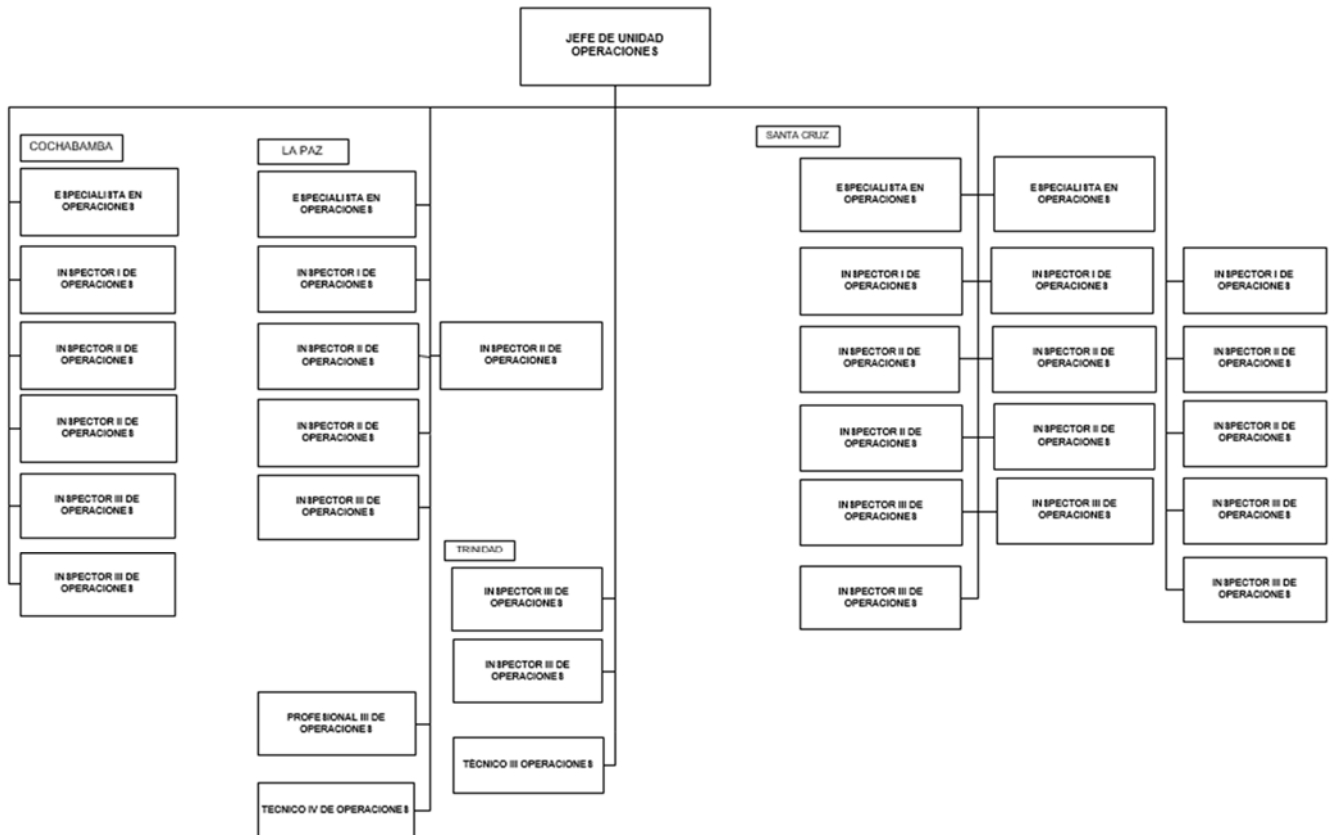 JEFE DE UNIDAD
OPERACIONES
COCHABAMBA
ESPECIALISTA EN
OPERACIONES
INSPECTOR I DE
OPERACIONES
INSPECTOR II DE
OPERACIONES
INSPECTOR II DE
OPERACIONES
INSPECTOR III DE
OPERACIONES
INSPECTOR III DE
OPERACIONES
LA PAZ
ESPECIALISTA EN
OPERACIONES
INSPECTOR I DE
OPERACIONES
INSPECTOR II DE
OPERACIONES
INSPECTOR II DE
OPERACIONES
INSPECTOR II DE
OPERACIONES
INSPECTOR III DE
OPERACIONES
PROFESIONAL III DE
OPERACIONES
TECNICO IV DE OPERACIONES
TRINIDAD
INSPECTOR III DE
OPERACIONES
INSPECTOR III DE
OPERACIONES
TÉCNICO III OPERACIONES
SANTA CRUZ
ESPECIALISTA EN
OPERACIONES
INSPECTOR I DE
OPERACIONES
INSPECTOR II DE
OPERACIONES
INSPECTOR II DE
OPERACIONES
INSPECTOR III DE
OPERACIONES
INSPECTOR III DE
OPERACIONES
ESPECIALISTA EN
OPERACIONES
INSPECTOR I DE
OPERACIONES
INSPECTOR II DE
OPERACIONES
INSPECTOR II DE
OPERACIONES
INSPECTOR III DE
OPERACIONES
INSPECTOR I DE
OPERACIONES
INSPECTOR II DE
OPERACIONES
INSPECTOR II DE
OPERACIONES
INSPECTOR III DE
OPERACIONES
INSPECTOR III DE
OPERACIONES